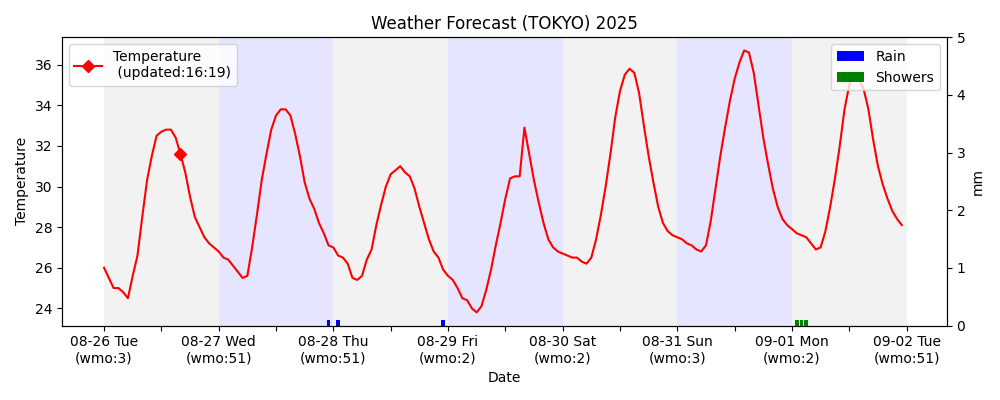 Weather Forecast (TOKYO) 2025
Temperature
(updated:16:19)
Rain
Showers
Temperature
36
34
32
30
28
26
24
5
4
3
2
1
0
mm
08-26 Tue
(wmo:3)
08-27 Wed
(wmo:51)
08-28 Thu
(wmo:51)
08-29 Fri
(wmo:2)
08-30 Sat
(wmo:2)
08-31 Sun
(wmo:3)
09-01 Mon
(wmo:2)
09-02 Tue
(wmo:51)
Date